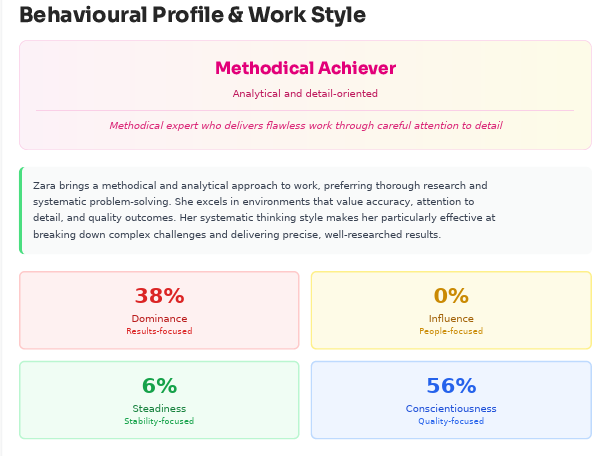 Behavioural Profile & Work Style
Methodical Achiever
Analytical and detail-oriented
Methodical expert who delivers flawless work through careful attention to detail
Zara brings a methodical and analytical approach to work, preferring thorough research and
systematic problem-solving. She excels in environments that value accuracy, attention to
detail, and quality outcomes. Her systematic thinking style makes her particularly effective at
breaking down complex challenges and delivering precise, well-researched results.
38%
Dominance
Results-focused
0%
Influence
People-focused
6%
Steadiness
Stability-focused
56%
Conscientiousness
Quality-focused